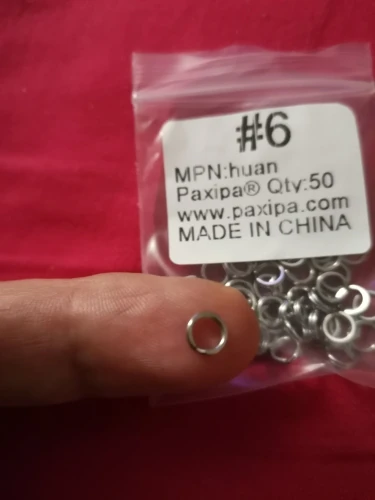 #6
MPN:huan
Paxipa® Qty:50
www.paxipa.com
MADE IN CHINA